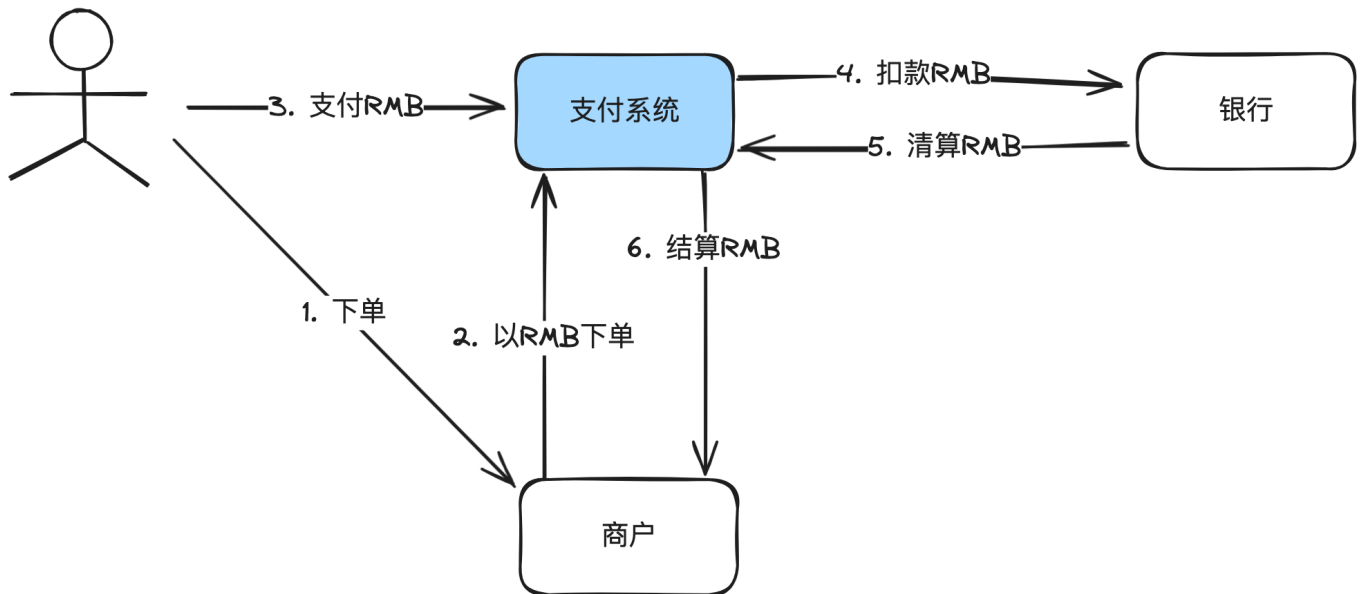 支付系统
4. 扣款RMB
银行
3. 支付RMB
5. 清算RMB
6. 结算RMB
1. 下单
2. 以RMB下单
商户